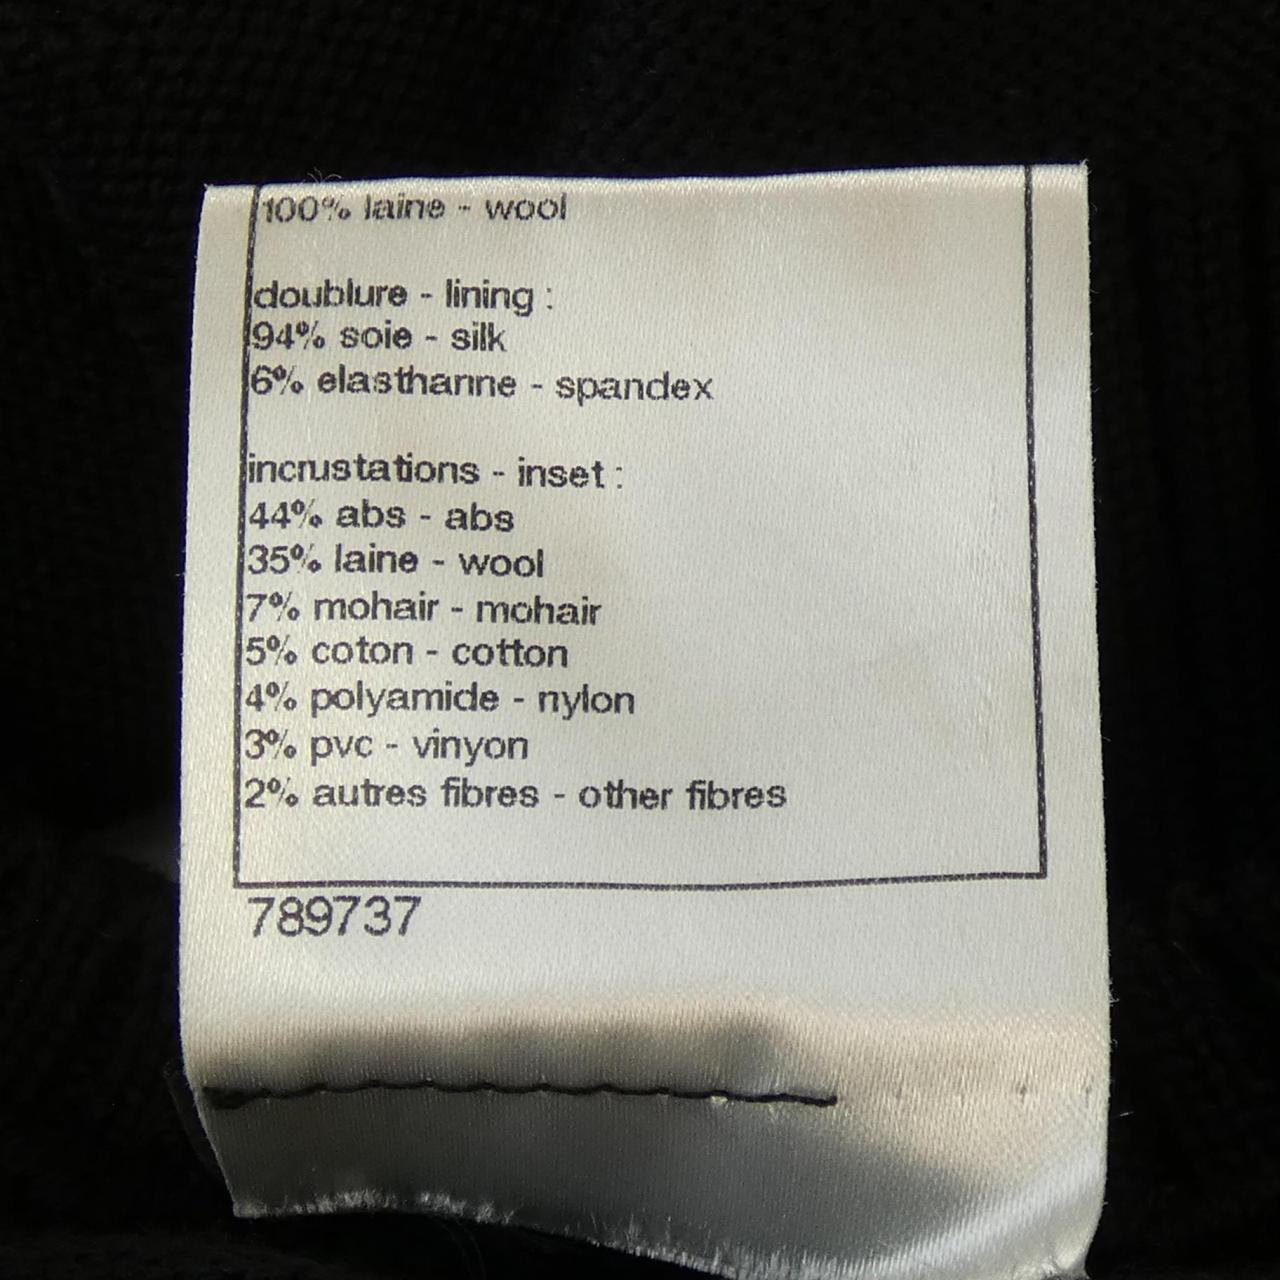 100% laine - wool
doublure - lining :
94% soie - silk
6% elasthanne - spandex
incrustations - inset :
44% abs - abs
35% laine - wool
7% mohair - mohair
5% coton - cotton
4% polyamide - nylon
3% pvc - vinyon
2% autres fibres - other fibres
789737